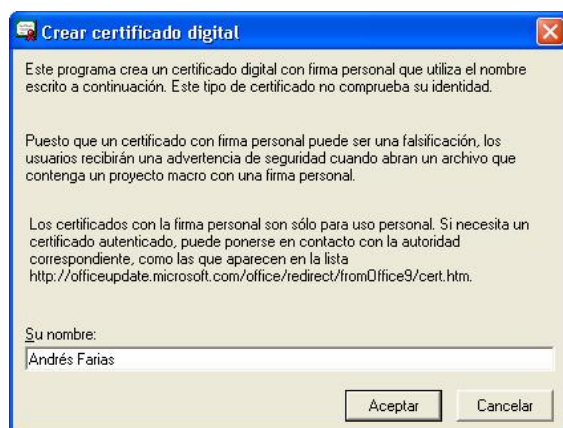 Crear certificado digital
Este programa crea un certificado digital con firma personal que utiliza el nombre
escrito a continuación. Este tipo de certificado no comprueba su identidad.
Puesto que un certificado con firma personal puede ser una falsificación, los
usuarios recibirán una advertencia de seguridad cuando abran un archivo que
contenga un proyecto macro con una firma personal.
Los certificados con la firma personal son sólo para uso personal. Si necesita un
certificado autenticado, puede ponerse en contacto con la autoridad
correspondiente, como las que aparecen en la lista
http://officeupdate.microsoft.com/office/redirect/fromOffice9/cert.htm.
Su nombre:
Andrés Farias
Aceptar Cancelar